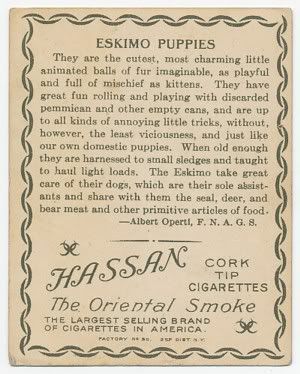 ESKIMO PUPPIES
They are the cutest, most charming little
animated balls of fur imaginable, as playful
and full of mischief as kittens. They have
great fun rolling and playing with discarded
pemmican and other empty cans, and are up
to all kinds of annoying little tricks, without,
however, the least viciousness, and just like
our own domestic puppies. When old enough
they are harnessed to small sledges and taught
to haul light loads. The Eskimo take great
care of their dogs, which are their sole assist-
ants and share with them the seal, deer, and
bear meat and other primitive articles of food.
—Albert Operti, F. N. A. G. S.
HASSAN CORK
TIP
CIGARETTES
The Oriental Smoke
THE LARGEST SELLING BRAND
OF CIGARETTES IN AMERICA.
FACTORY No 30. 2ND DIST. N.Y.